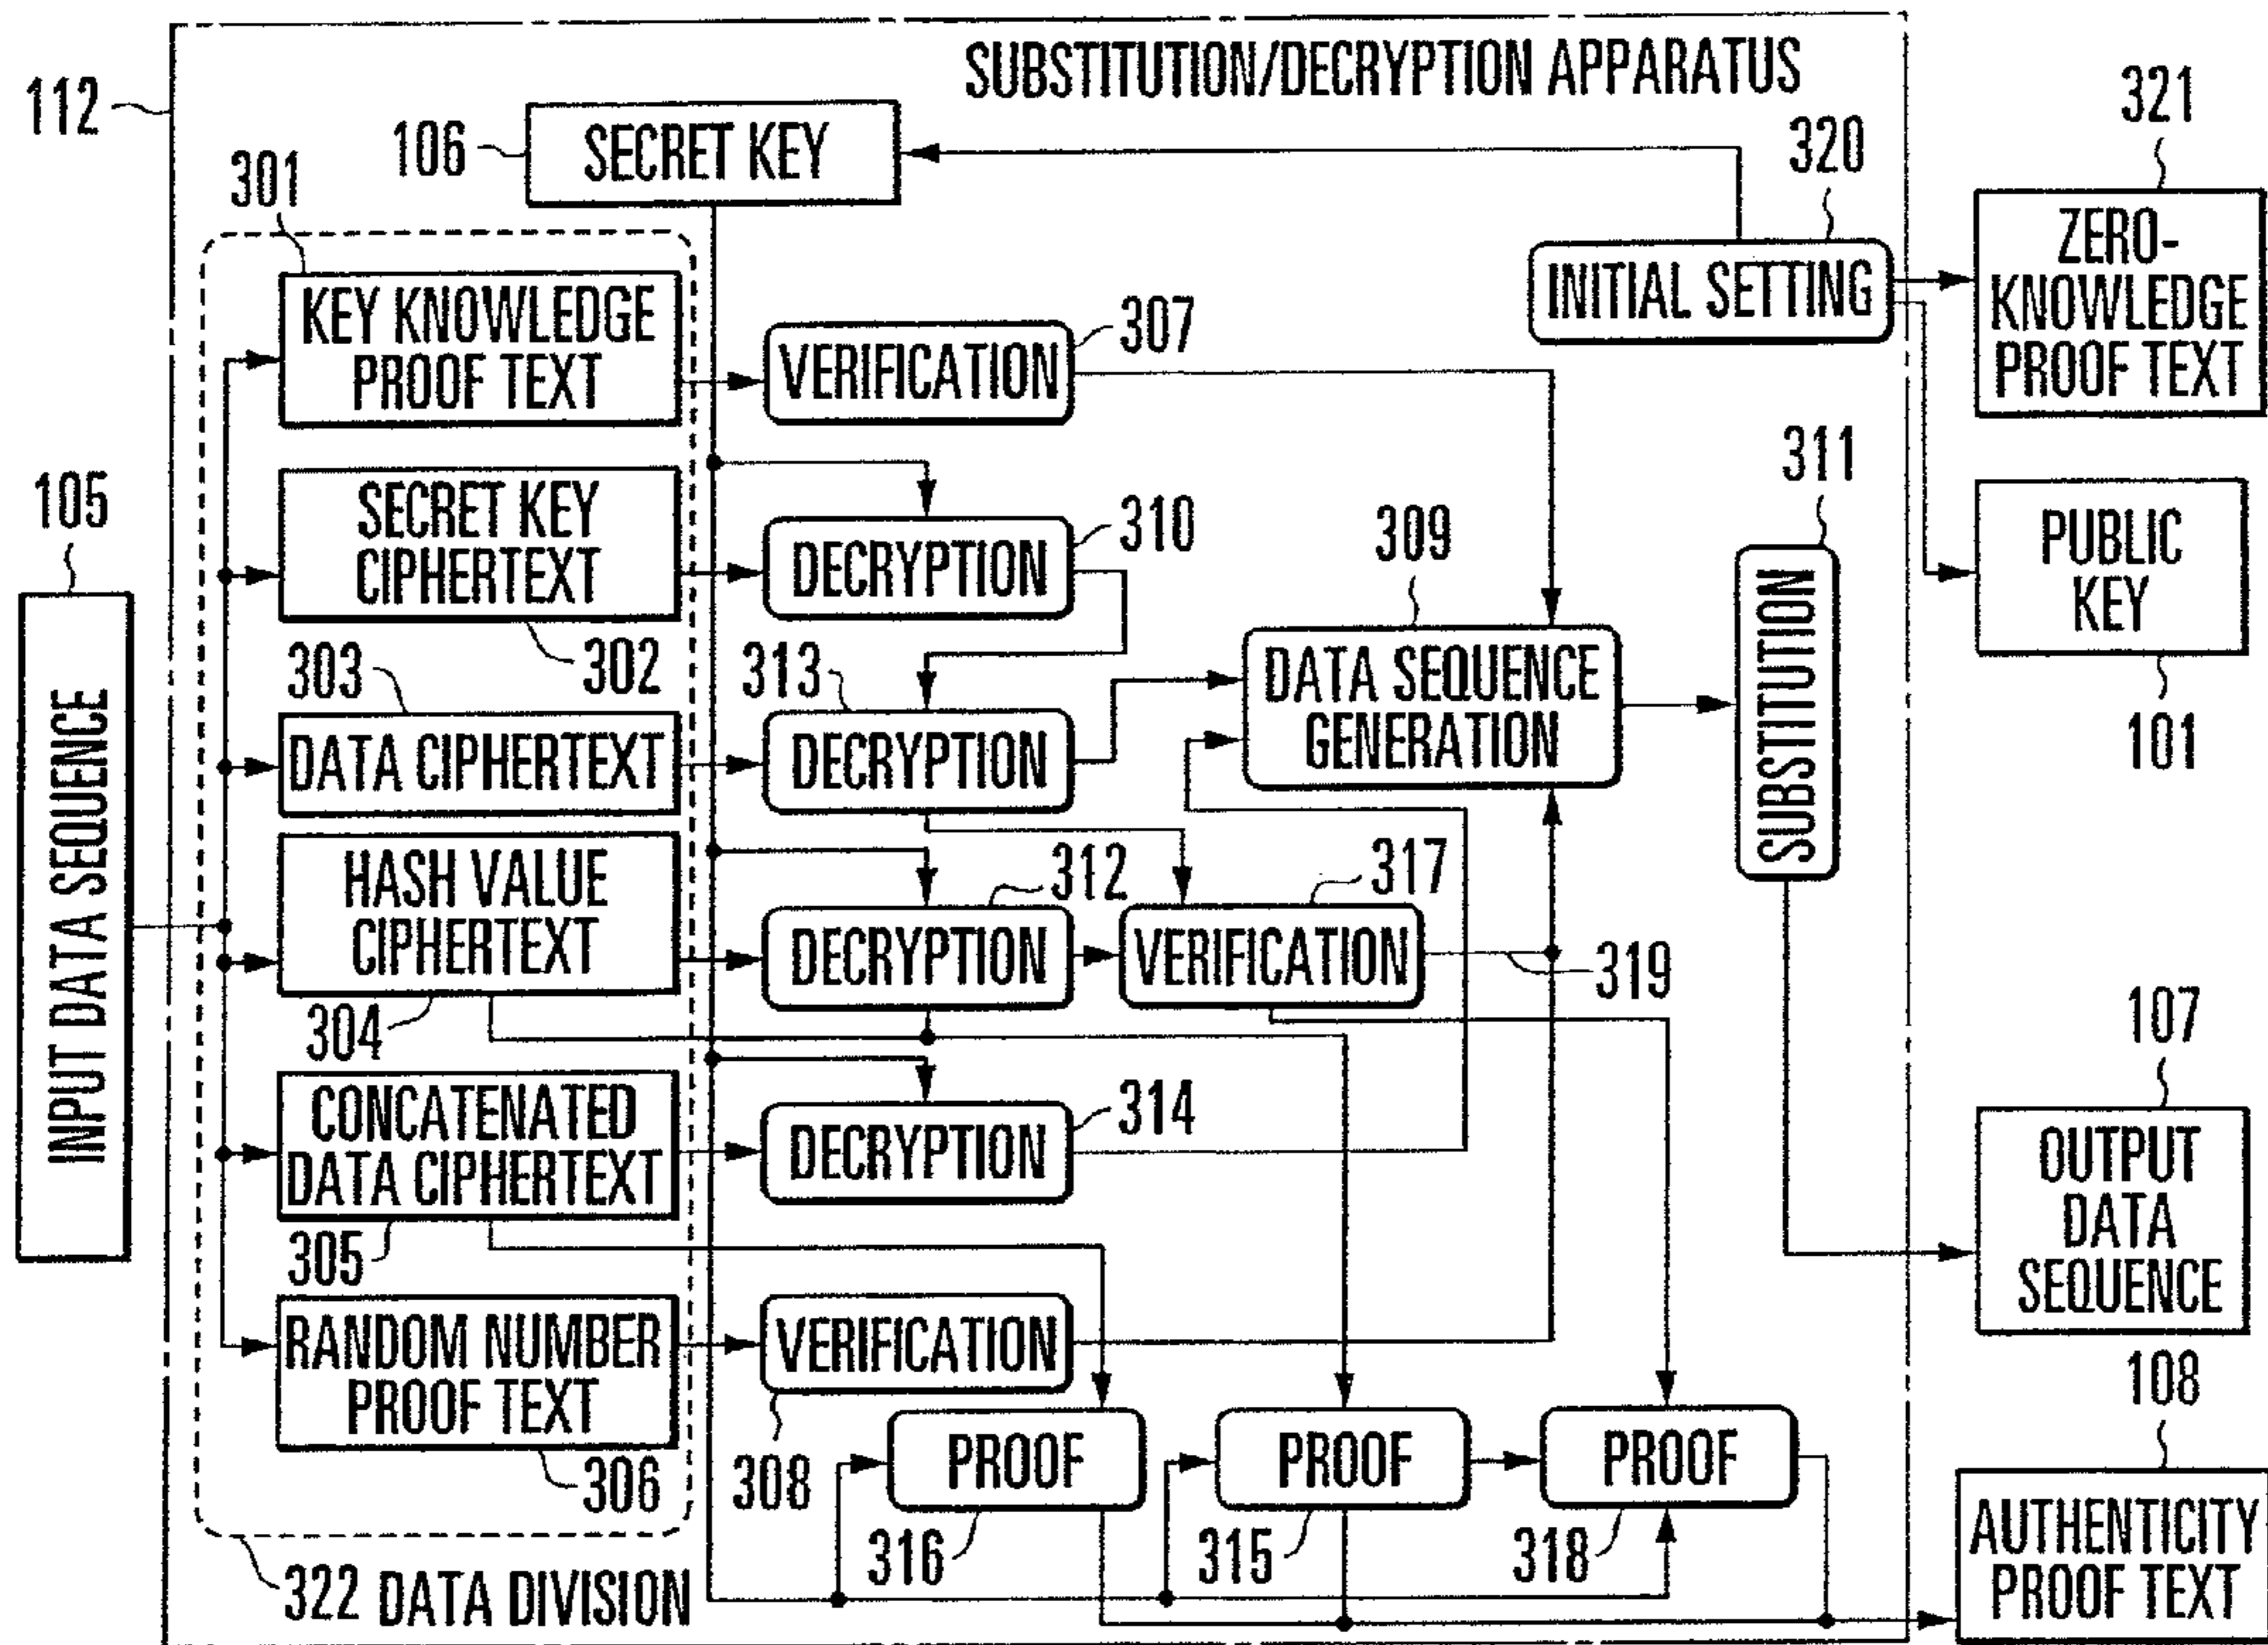 SUBSTITUTION/DECRYPTION APPARATUS
112
106
SECRET KEY
320
321
301
ZERO-
KNOWLEDGE
PROOF TEXT
INITIAL SETTING
KEY KNOWLEDGE
PROOF TEXT
VERIFICATION
307
311
105
SECRET KEY
CIPHERTEXT
302
DECRYPTION
310
309
PUBLIC
KEY
101
INPUT DATA SEQUENCE
303
DATA CIPHERTEXT
313
DECRYPTION
DATA SEQUENCE
GENERATION
SUBSTITUTION
HASH VALUE
CIPHERTEXT
304
312
DECRYPTION
317
VERIFICATION
319
107
CONCATENATED
DATA CIPHERTEXT
305
DECRYPTION
314
OUTPUT
DATA
SEQUENCE
RANDOM NUMBER
PROOF TEXT
306
VERIFICATION
308
108
PROOF
316
PROOF
315
PROOF
318
AUTHENTICITY
PROOF TEXT
322 DATA DIVISION